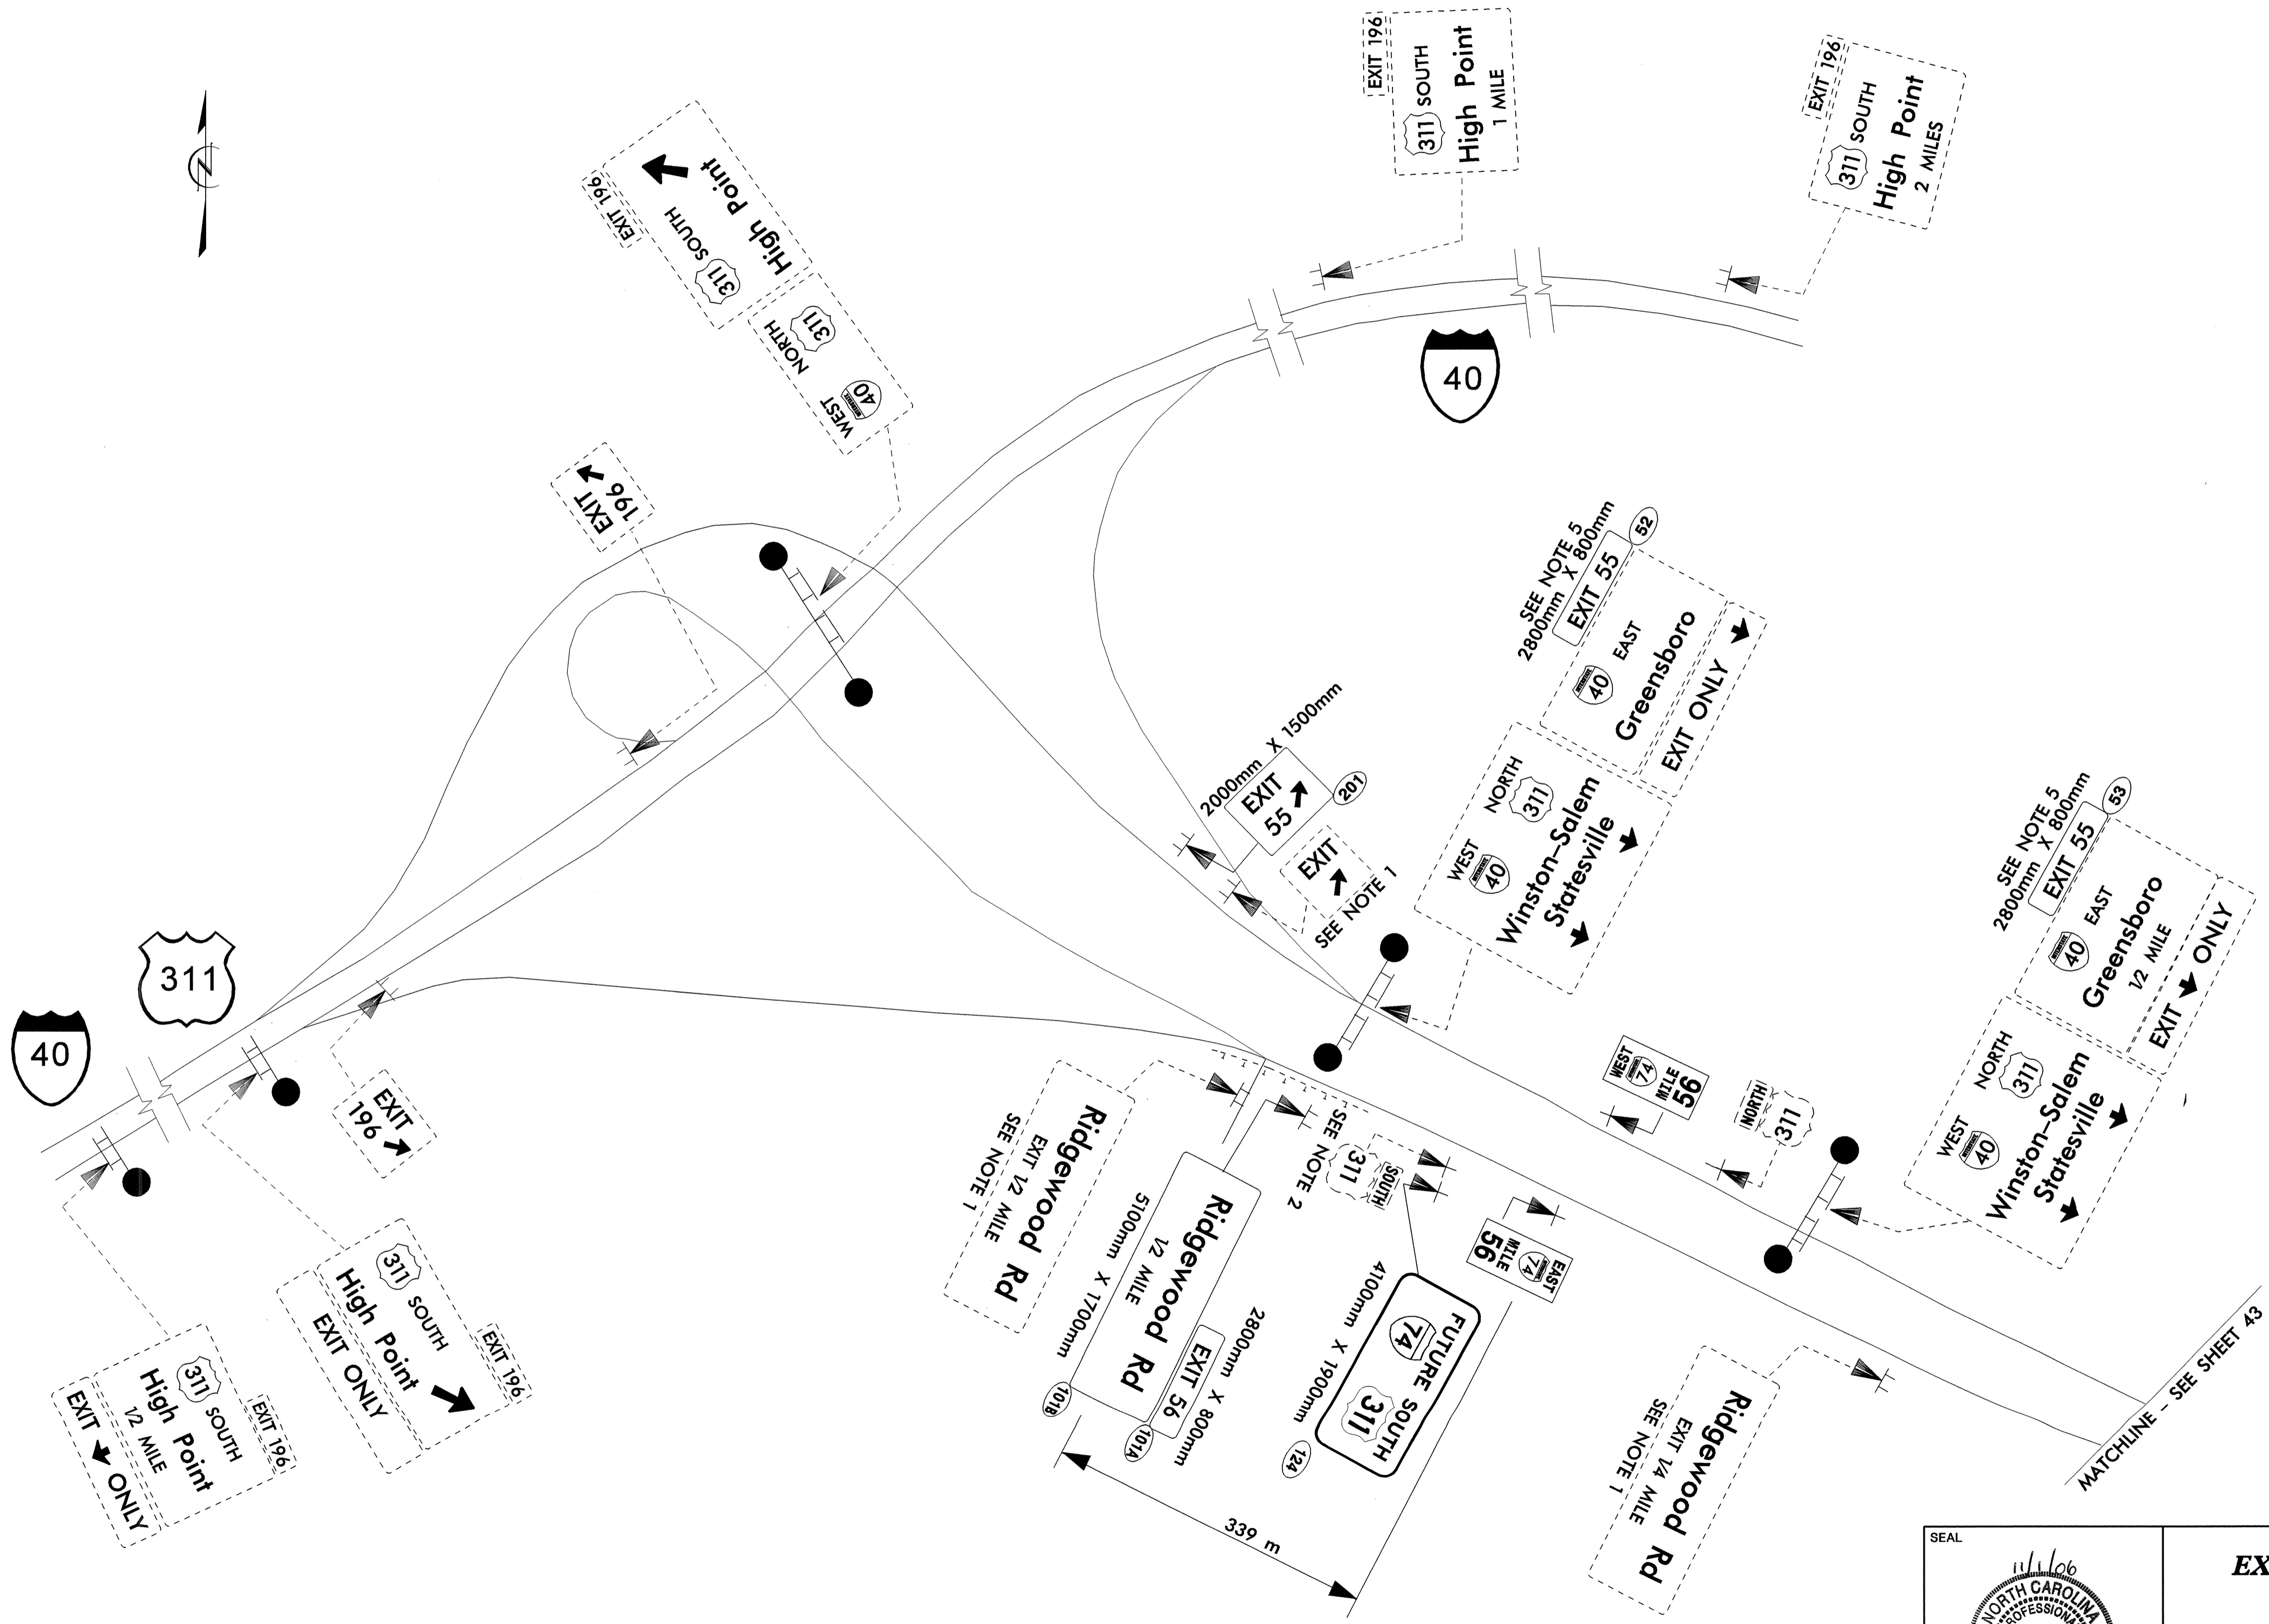 EXIT 196
311 SOUTH
High Point
1 MILE
EXIT 196
311 SOUTH
High Point
2 MILES
EXIT 196
311 SOUTH
High Point
WEST 40
NORTH 311
EXIT
196
40
SEE NOTE 5
2800mm X 800mm
EXIT 55
52
40 EAST
Greensboro
EXIT ONLY
WEST NORTH
40 311
Winston-Salem
Statesville
2000mm X 1500mm
EXIT
55
201
EXIT
SEE NOTE 1
SEE NOTE 5
2800mm X 800mm
EXIT 55
53
40 EAST
Greensboro
1/2 MILE
EXIT ONLY
WEST NORTH
40 311
Winston-Salem
Statesville
WEST
74
MILE
56
NORTH
311
311
40
EXIT
196
311 SOUTH
High Point
EXIT ONLY
EXIT 196
EXIT 196
311 SOUTH
High Point
1/2 MILE
EXIT ONLY
Ridgewood Rd
EXIT 1/2 MILE
SEE NOTE 1
SEE NOTE 2
SOUTH
311
Ridgewood Rd
1/2 MILE
5100mm X 1700mm
101B
EXIT 56
2800mm X 800mm
101A
EAST
74
MILE
56
FUTURE SOUTH
74 311
4100mm X 1900mm
124
339 m
Ridgewood Rd
EXIT 1/4 MILE
SEE NOTE 1
MATCHLINE - SEE SHEET 43
SEAL
11/1/06
NORTH CAROLINA
EX